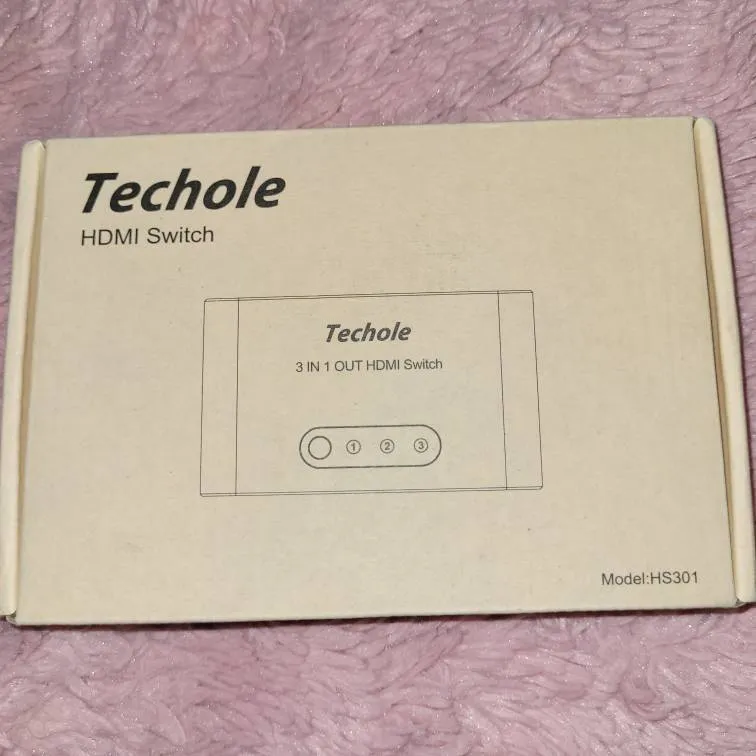 Techole
HDMI Switch
Techole
3 IN 1 OUT HDMI Switch
1 2 3
Model:HS301